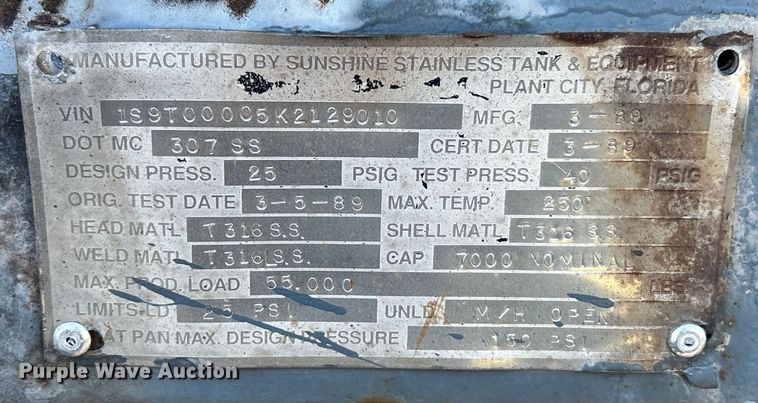 MANUFACTURED BY SUNSHINE STAINLESS TANK & EQUIPMENT
PLANT CITY, FLORIDA
VIN 1S9T00005K2129010 MFG. 3-89
DOT MC 307 SS CERT DATE 3-89
DESIGN PRESS. 25 PSIG TEST PRESS. 40 PSIG
ORIG. TEST DATE 3-5-89 MAX. TEMP. 250°
HEAD MATL T316S.S. SHELL MATL T316 S.S.
WELD MATL T316S.S. CAP 7000 NOMINAL
MAX. PROD. LOAD 55.000 LBS.
LIMITS.LD 25 PSI UNLD. M/H OPEN
HEAT PAN MAX. DESIGN PRESSURE 150 PSI
Purple Wave Auction